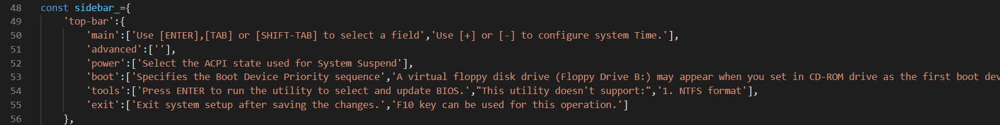 48 const sidebar_={
49 'top-bar':{
50 'main':['Use [ENTER],[TAB] or [SHIFT-TAB] to select a field','Use [+] or [-] to configure system Time.'],
51 'advanced':[''],
52 'power':['Select the ACPI state used for System Suspend'],
53 'boot':['Specifies the Boot Device Priority sequence','A virtual floppy disk drive (Floppy Drive B:) may appear when you set in CD-ROM drive as the first boot dev
54 'tools':['Press ENTER to run the utility to select and update BIOS.',"This utility doesn't support:",'1. NTFS format'],
55 'exit':['Exit system setup after saving the changes.','F10 key can be used for this operation.']
56 },